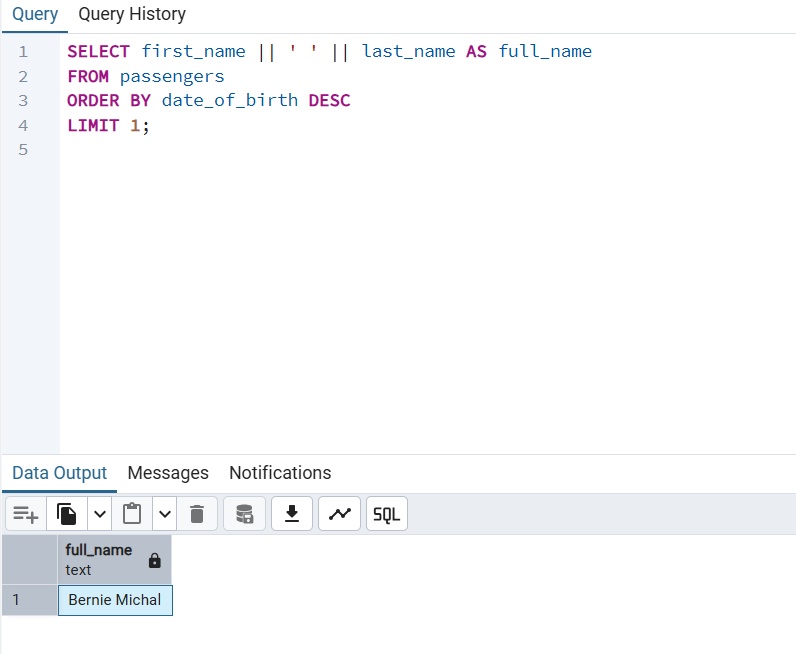 Query Query History
1 SELECT first_name || ' ' || last_name AS full_name
2 FROM passengers
3 ORDER BY date_of_birth DESC
4 LIMIT 1;
5
Data Output Messages Notifications
SQL
full_name
text
1 Bernie Michal